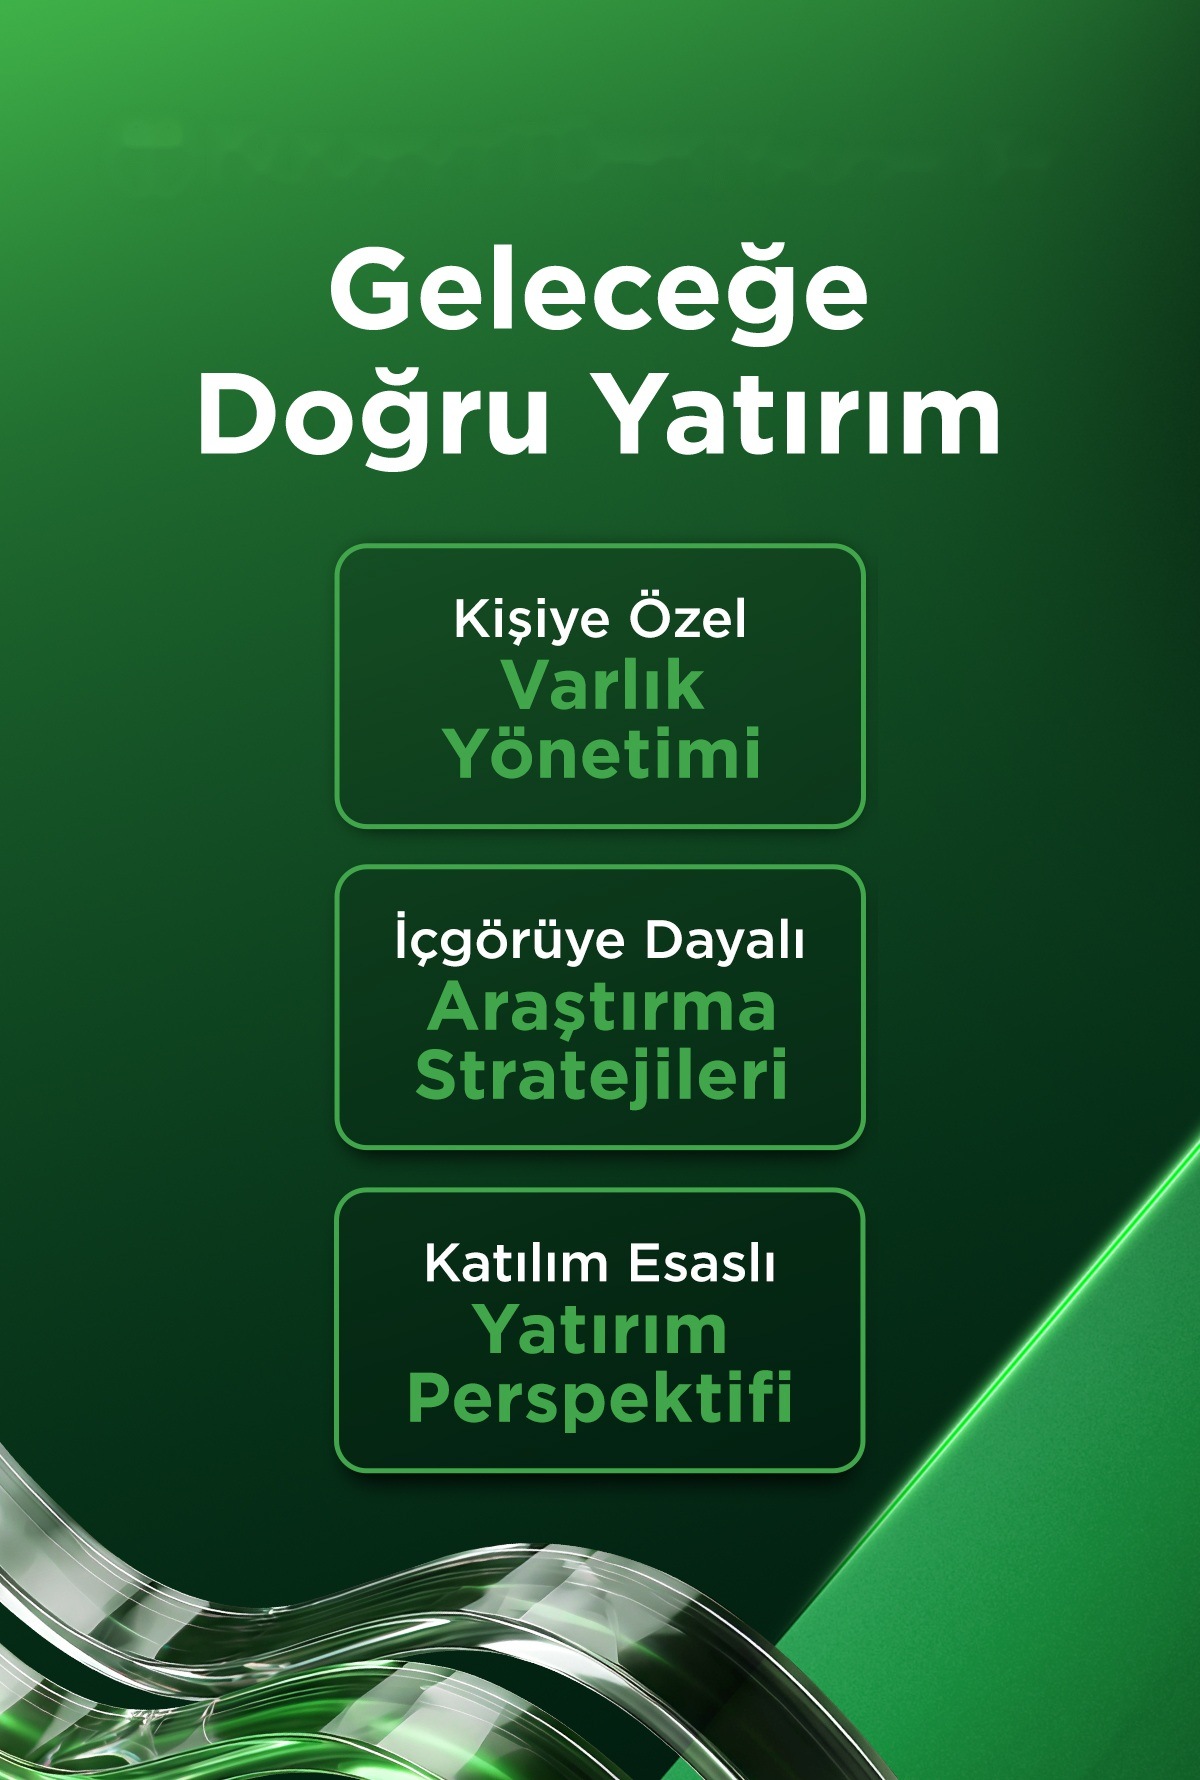 Geleceğe
Doğru Yatırım
Kişiye Özel
Varlık
Yönetimi
İçgörüye Dayalı
Araştırma
Stratejileri
Katılım Esaslı
Yatırım
Perspektifi